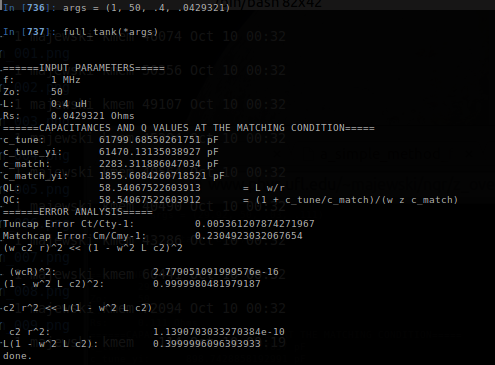 In [736]: args = (1, 50, .4, .0429321)
In [737]: full_tank(*args)
======INPUT PARAMETERS=====
f: 1 MHz
Zo: 50
L: 0.4 uH
Rs: 0.0429321 Ohms
======CAPACITANCES AND Q VALUES AT THE MATCHING CONDITION=====
c_tune: 61799.68550261751 pF
c_tune_yi: 61470.13135038927 pF
c_match: 2283.311886047034 pF
c_match_yi: 1855.6084260718521 pF
QL: 58.54067522603913 = L w/r
QC: 58.54067522603912 = (1 + c_tune/c_match)/(w z c_match)
======ERROR ANALYSIS=====
Tuncap Error Ct/Cty-1: 0.005361207874271967
Matchcap Error Cm/Cmy-1: 0.2304923032067654
(w c2 r)^2 << (1 - w^2 L c2)^2
(wcR)^2: 2.779051091999576e-16
(1 - w^2 L c2)^2: 0.9999980481979187
c2 r^2 << L(1 - w^2 L c2)
c2 r^2: 1.1390703033270384e-10
L(1 - w^2 L c2): 0.3999996096393933
done.